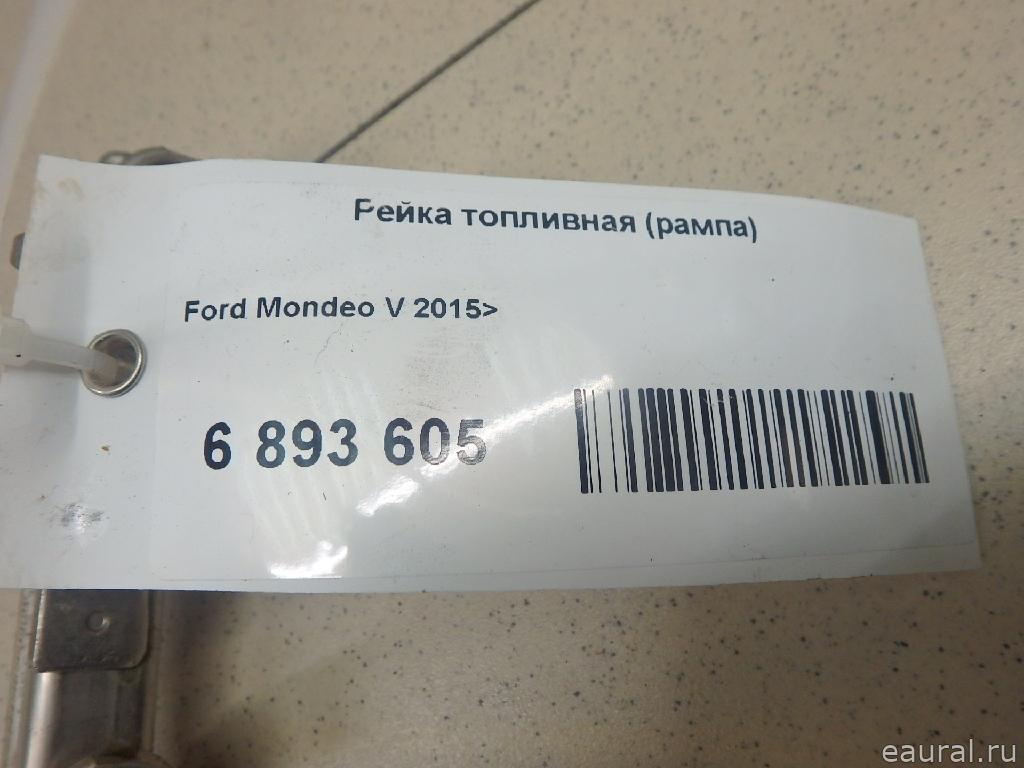 Рейка топливная (рампа)
Ford Mondeo V 2015>
6 893 605
eaural.ru